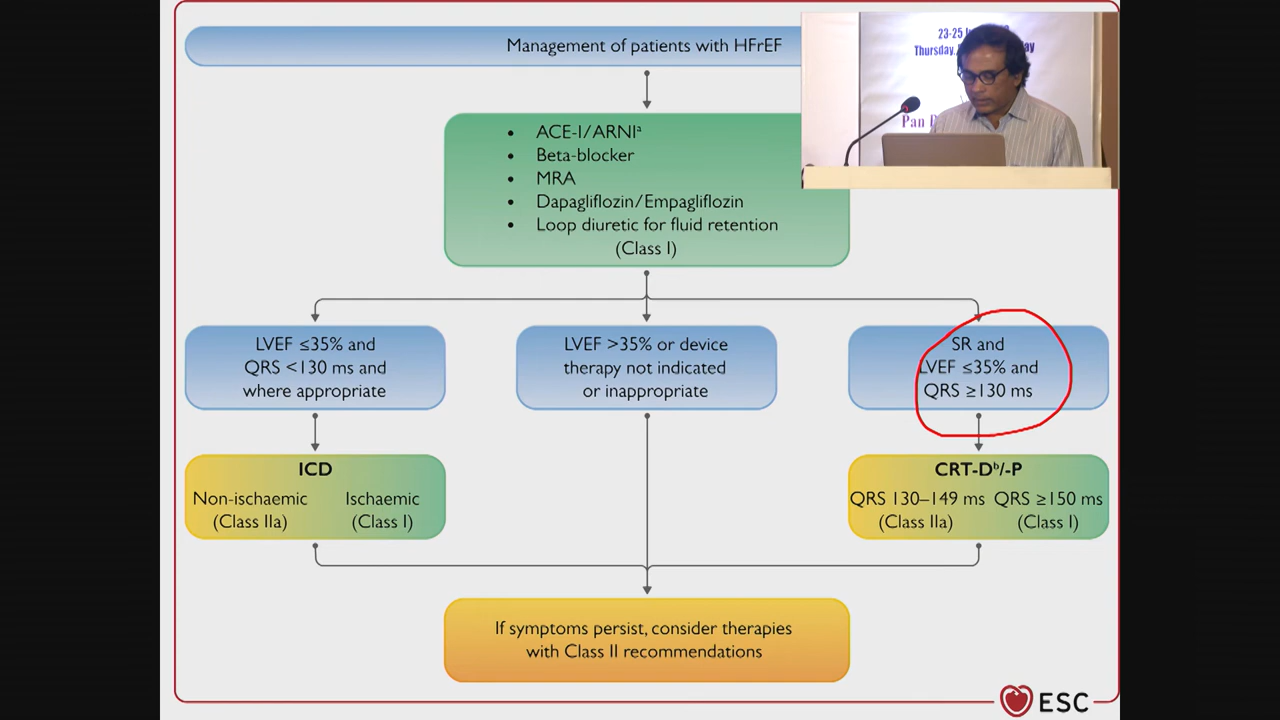 Management of patients with HFrEF
23-25
Thursday,
Pan
• ACE-I/ARNIᵃ
• Beta-blocker
• MRA
• Dapagliflozin/Empagliflozin
• Loop diuretic for fluid retention
(Class I)
LVEF ≤35% and
QRS <130 ms and
where appropriate
LVEF >35% or device
therapy not indicated
or inappropriate
SR and
LVEF ≤35% and
QRS ≥130 ms
ICD
Non-ischaemic Ischaemic
(Class IIa) (Class I)
CRT-Dᵇ/-P
QRS 130–149 ms QRS ≥150 ms
(Class IIa) (Class I)
If symptoms persist, consider therapies
with Class II recommendations
ESC